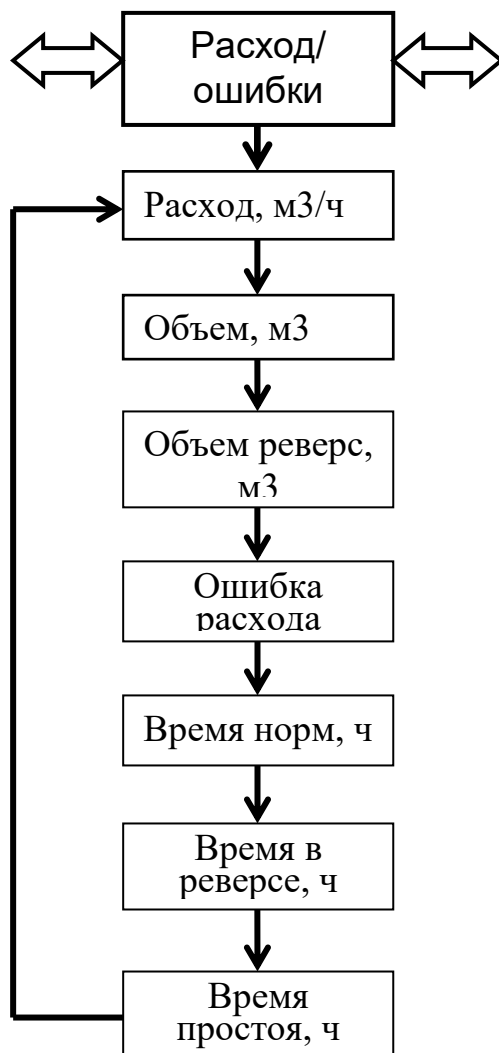 Расход/
ошибки
Расход, м3/ч
Объем, м3
Объем реверс,
м3
Ошибка
расхода
Время норм, ч
Время в
реверсе, ч
Время
простоя, ч